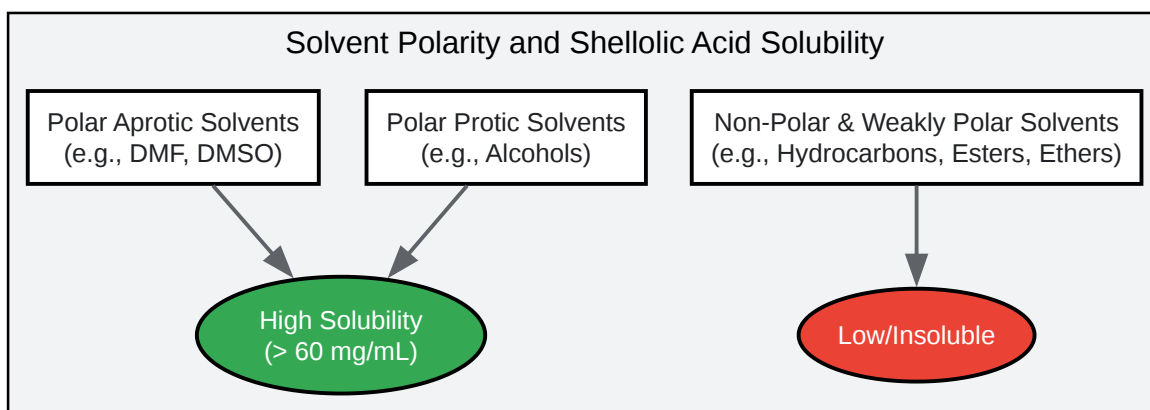 Solvent Polarity and Shellolic Acid Solubility
Polar Aprotic Solvents
(e.g., DMF, DMSO)
Polar Protic Solvents
(e.g., Alcohols)
Non-Polar & Weakly Polar Solvents
(e.g., Hydrocarbons, Esters, Ethers)
High Solubility
(> 60 mg/mL)
Low/Insoluble